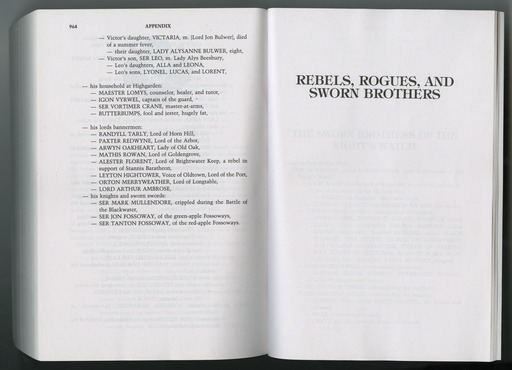 964
APPENDIX
— Victor's daughter, VICTARIA, m. [Lord Jon Bulwer], died
of a summer fever,
— their daughter, LADY ALYSANNE BULWER, eight,
— Victor's son, SER LEO, m. Lady Alys Beesbury,
— Leo's daughters, ALLA and LEONA,
— Leo's sons, LYONEL, LUCAS, and LORENT,
— his household at Highgarden:
— MAESTER LOMYS, counselor, healer, and tutor,
— IGON VYRWEL, captain of the guard,
— SER VORTIMER CRANE, master-at-arms,
— BUTTERBUMPS, fool and jester, hugely fat,
— his lords bannermen:
— RANDYLL TARLY, Lord of Horn Hill,
— PAXTER REDWYNE, Lord of the Arbor,
— ARWYN OAKHEART, Lady of Old Oak,
— MATHIS ROWAN, Lord of Goldengrove,
— ALESTER FLORENT, Lord of Brightwater Keep, a rebel in
support of Stannis Baratheon,
— LEYTON HIGHTOWER, Voice of Oldtown, Lord of the Port,
— ORTON MERRYWEATHER, Lord of Longtable,
— LORD ARTHUR AMBROSE,
— his knights and sworn swords:
— SER MARK MULLENDORE, crippled during the Battle of
the Blackwater,
— SER JON FOSSOWAY, of the green-apple Fossoways,
— SER TANTON FOSSOWAY, of the red-apple Fossoways.
REBELS, ROGUES, AND
SWORN BROTHERS